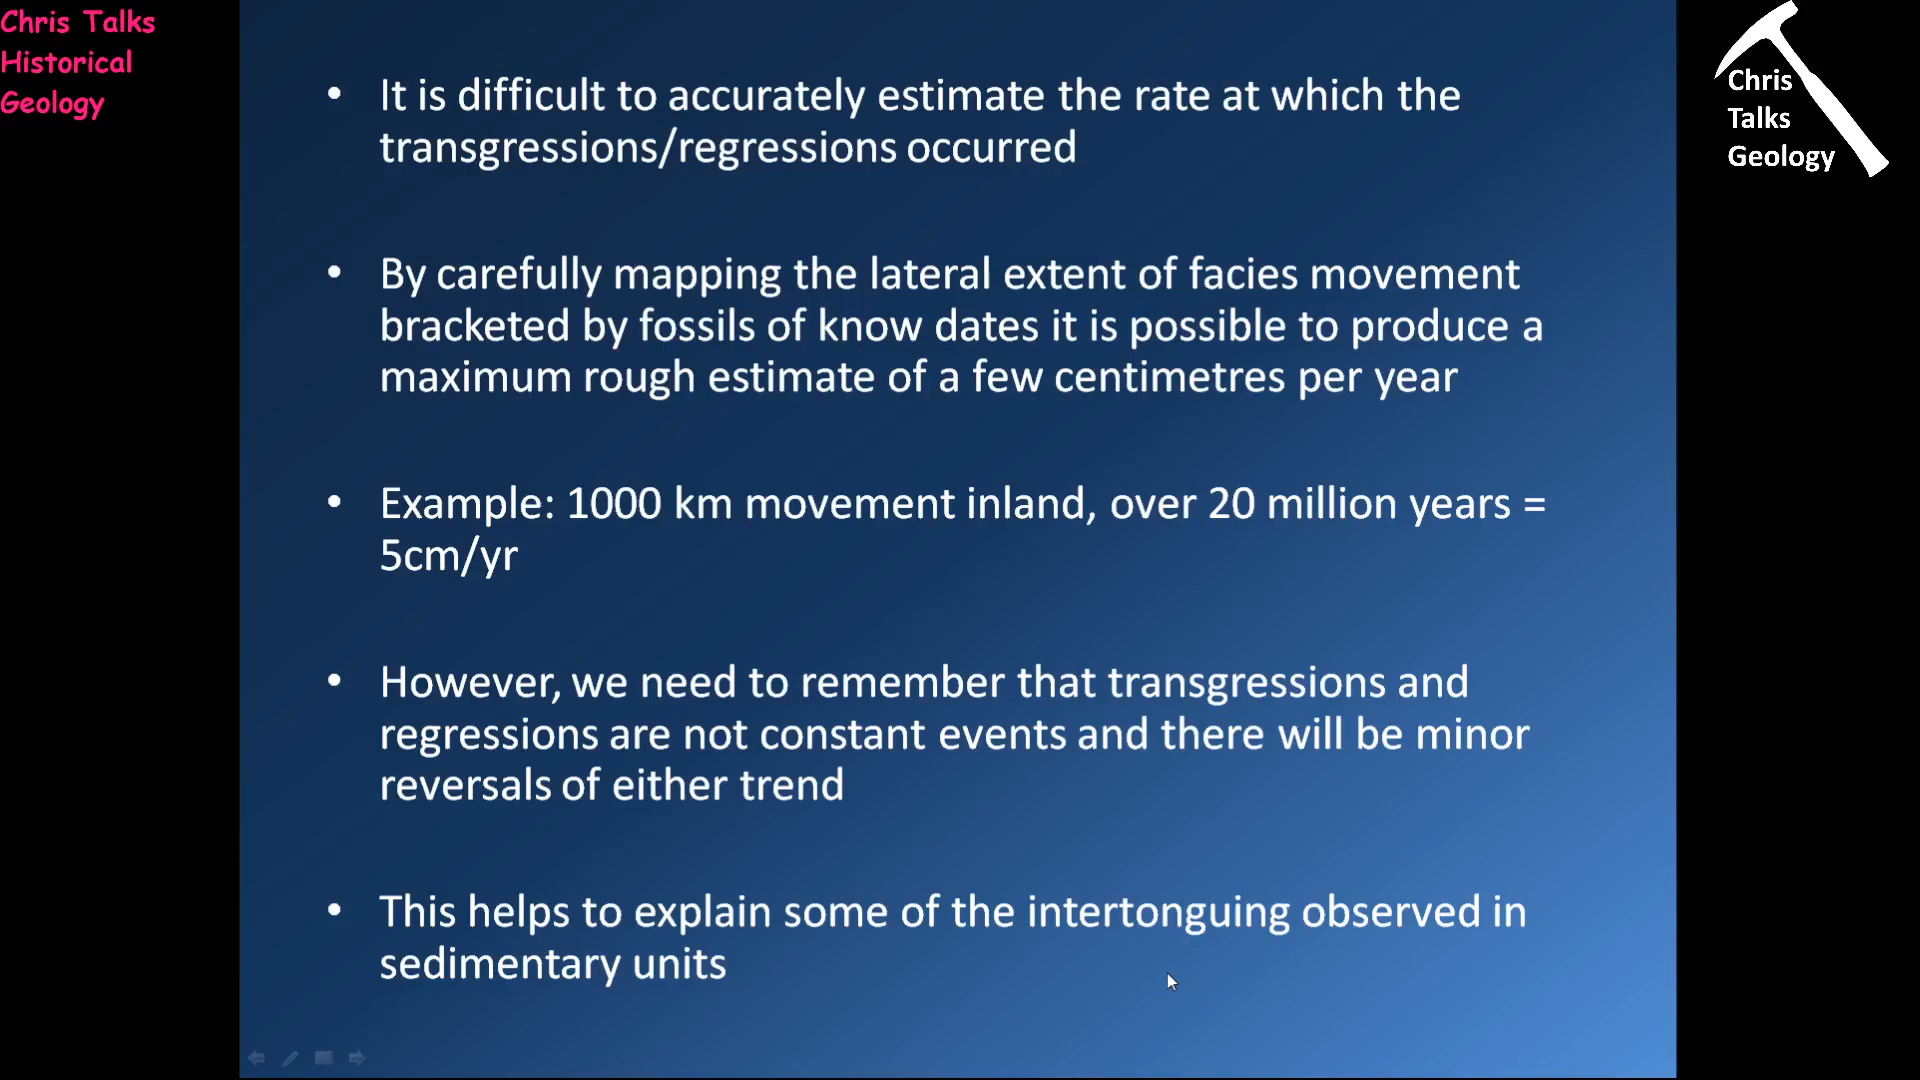 Chris Talks
Historical
Geology
Chris
Talks
Geology
• It is difficult to accurately estimate the rate at which the
transgressions/regressions occurred
• By carefully mapping the lateral extent of facies movement
bracketed by fossils of know dates it is possible to produce a
maximum rough estimate of a few centimetres per year
• Example: 1000 km movement inland, over 20 million years =
5cm/yr
• However, we need to remember that transgressions and
regressions are not constant events and there will be minor
reversals of either trend
• This helps to explain some of the intertonguing observed in
sedimentary units